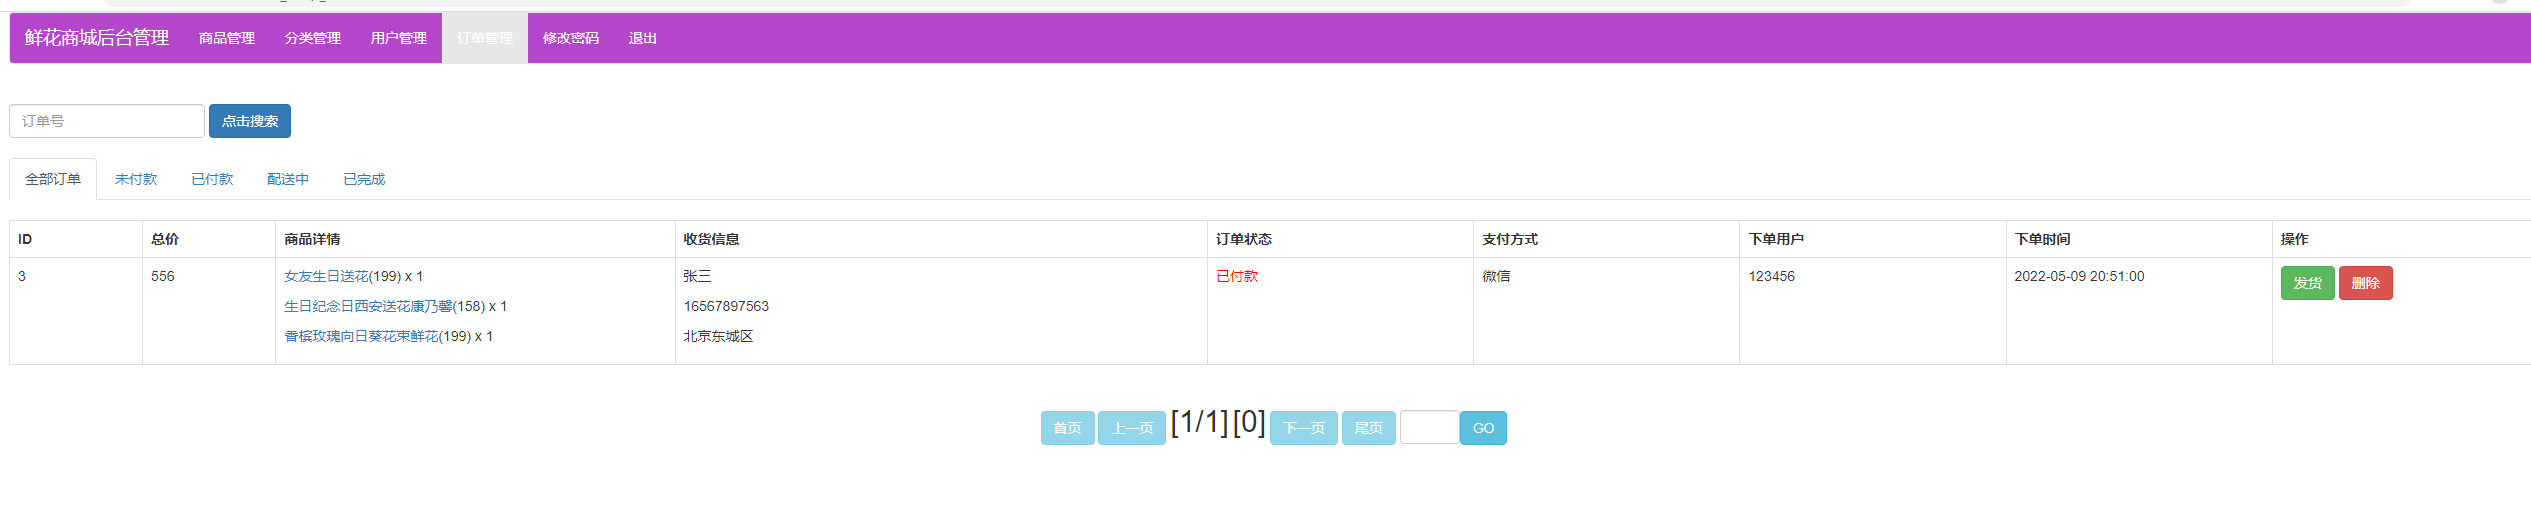 鲜花商城后台管理 商品管理 分类管理 用户管理 订单管理 修改密码 退出
订单号 点击搜索
全部订单 未付款 已付款 配送中 已完成
ID 总价 商品详情 收货信息 订单状态 支付方式 下单用户 下单时间 操作
3 556 女友生日送花(199) x 1 张三 已付款 微信 123456 2022-05-09 20:51:00 发货 删除
生日纪念日西安送花康乃馨(158) x 1 16567897563
香槟玫瑰向日葵花束鲜花(199) x 1 北京东城区
首页 上一页 [1/1][0] 下一页 尾页 GO